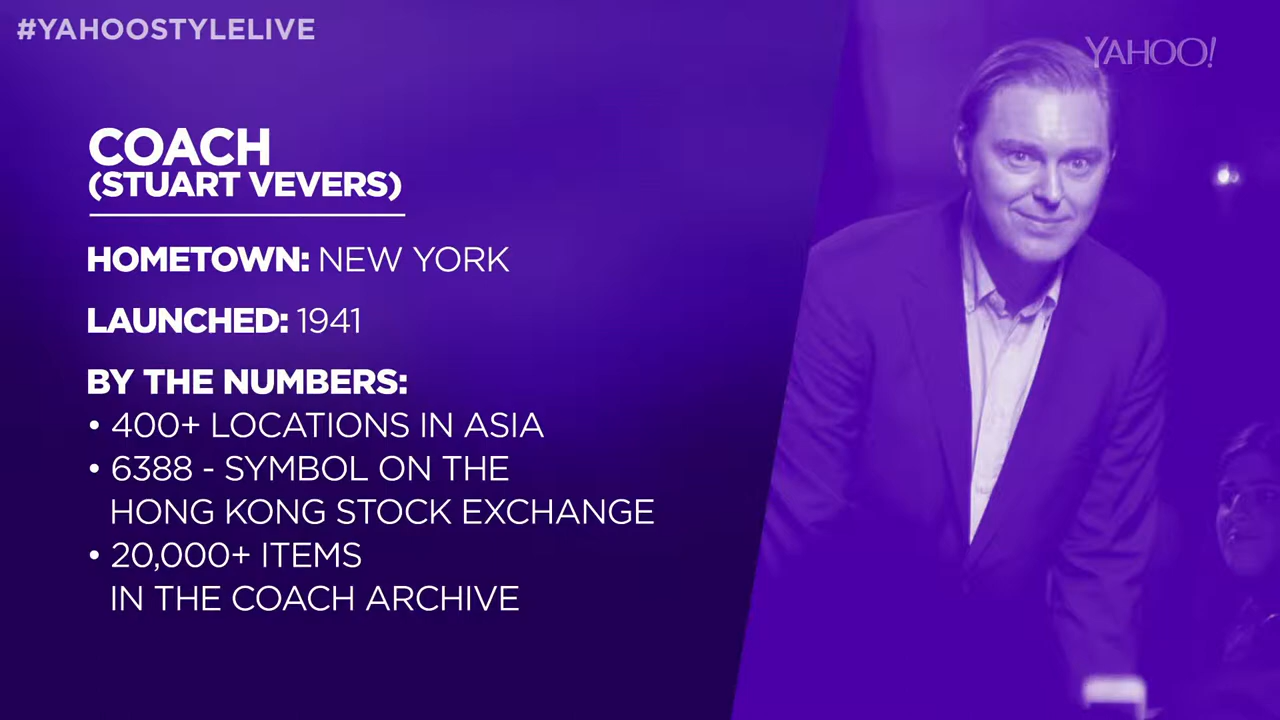 #YAHOOSTYLELIVE
YAHOO!
COACH
(STUART VEVERS)
HOMETOWN: NEW YORK
LAUNCHED: 1941
BY THE NUMBERS:
• 400+ LOCATIONS IN ASIA
• 6388 - SYMBOL ON THE
HONG KONG STOCK EXCHANGE
• 20,000+ ITEMS
IN THE COACH ARCHIVE